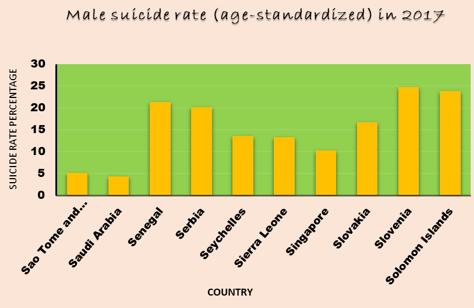 Male suicide rate (age-standardized) in 2017
SUICIDE RATE PERCENTAGE
30
25
20
15
10
5
0
Sao Tome and...
Saudi Arabia
Senegal
Serbia
Seychelles
Sierra Leone
Singapore
Slovakia
Slovenia
Solomon Islands
COUNTRY